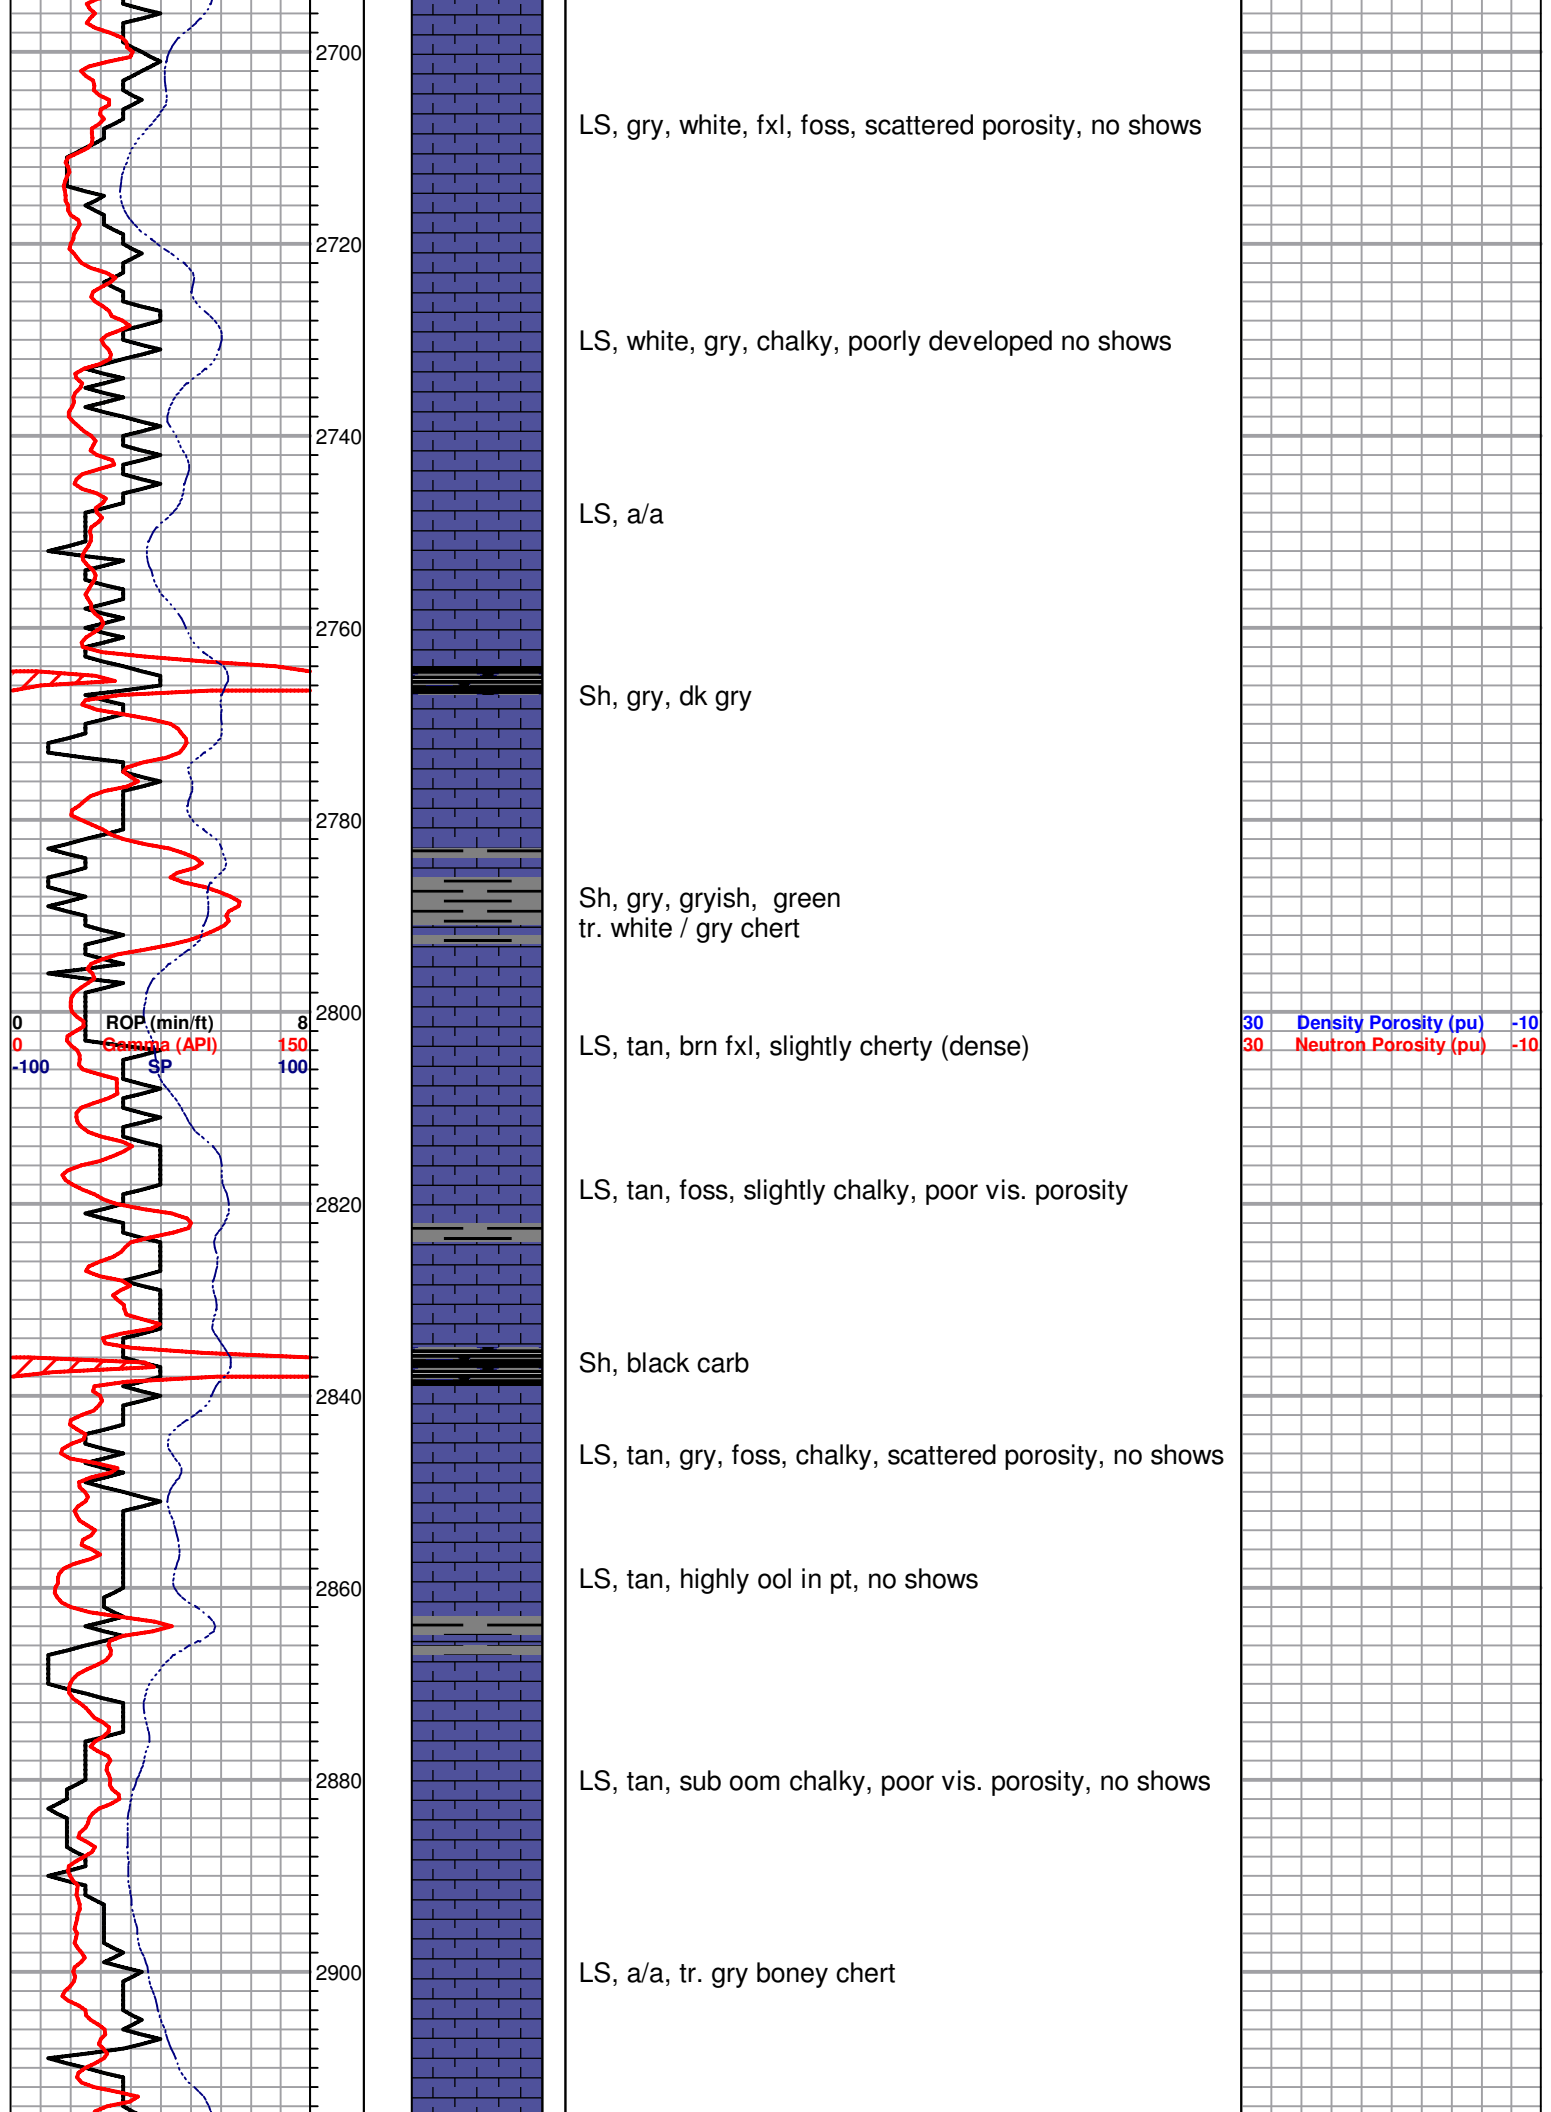 2700
LS, gry, white, fxl, foss, scattered porosity, no shows
2720
LS, white, gry, chalky, poorly developed no shows
2740
LS, a/a
2760
Sh, gry, dk gry
2780
Sh, gry, gryish,  green
tr. white / gry chert
2800
0 ROP (min/ft) 8
30 Density Porosity (pu) -10
0 Gamma (API) 150
30 Neutron Porosity (pu) -10
LS, tan, brn fxl, slightly cherty (dense)
-100 SP 100
LS, tan, foss, slightly chalky, poor vis. porosity
2820
Sh, black carb
2840
LS, tan, gry, foss, chalky, scattered porosity, no shows
LS, tan, highly ool in pt, no shows
2860
2880
LS, tan, sub oom chalky, poor vis. porosity, no shows
2900
LS, a/a, tr. gry boney chert